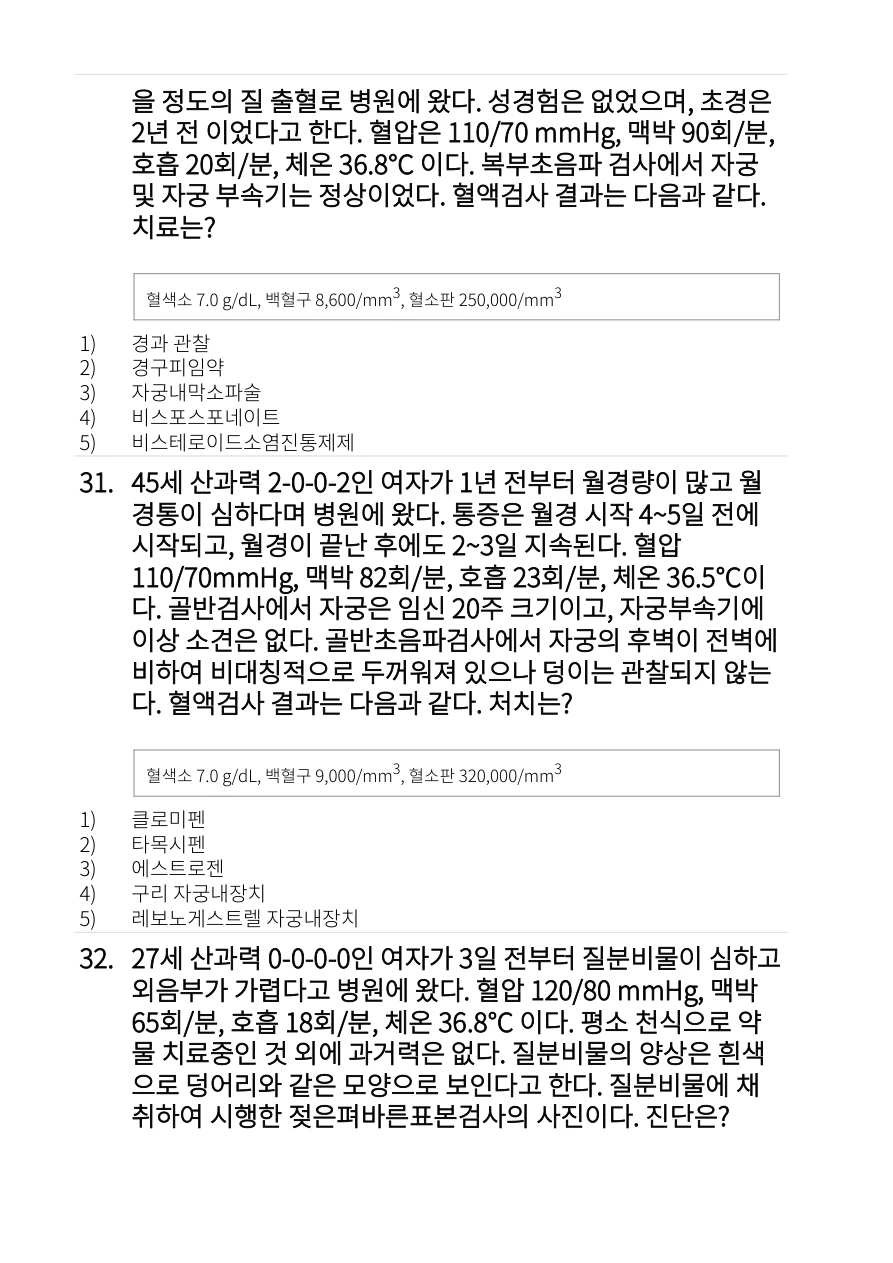 을 정도의 질 출혈로 병원에 왔다. 성경험은 없었으며, 초경은
2년 전 이었다고 한다. 혈압은 110/70 mmHg, 맥박 90회/분,
호흡 20회/분, 체온 36.8°C 이다. 복부초음파 검사에서 자궁
및 자궁 부속기는 정상이었다. 혈액검사 결과는 다음과 같다.
치료는?
혈색소 7.0 g/dL, 백혈구 8,600/mm³, 혈소판 250,000/mm³
1) 경과 관찰
2) 경구피임약
3) 자궁내막소파술
4) 비스포스포네이트
5) 비스테로이드소염진통제제
31. 45세 산과력 2-0-0-2인 여자가 1년 전부터 월경량이 많고 월
경통이 심하다며 병원에 왔다. 통증은 월경 시작 4~5일 전에
시작되고, 월경이 끝난 후에도 2~3일 지속된다. 혈압
110/70mmHg, 맥박 82회/분, 호흡 23회/분, 체온 36.5°C이
다. 골반검사에서 자궁은 임신 20주 크기이고, 자궁부속기에
이상 소견은 없다. 골반초음파검사에서 자궁의 후벽이 전벽에
비하여 비대칭적으로 두꺼워져 있으나 덩이는 관찰되지 않는
다. 혈액검사 결과는 다음과 같다. 처치는?
혈색소 7.0 g/dL, 백혈구 9,000/mm³, 혈소판 320,000/mm³
1) 클로미펜
2) 타목시펜
3) 에스트로젠
4) 구리 자궁내장치
5) 레보노게스트렐 자궁내장치
32. 27세 산과력 0-0-0-0인 여자가 3일 전부터 질분비물이 심하고
외음부가 가렵다고 병원에 왔다. 혈압 120/80 mmHg, 맥박
65회/분, 호흡 18회/분, 체온 36.8°C 이다. 평소 천식으로 약
물 치료중인 것 외에 과거력은 없다. 질분비물의 양상은 흰색
으로 덩어리와 같은 모양으로 보인다고 한다. 질분비물에 채
취하여 시행한 젖은펴바른표본검사의 사진이다. 진단은?